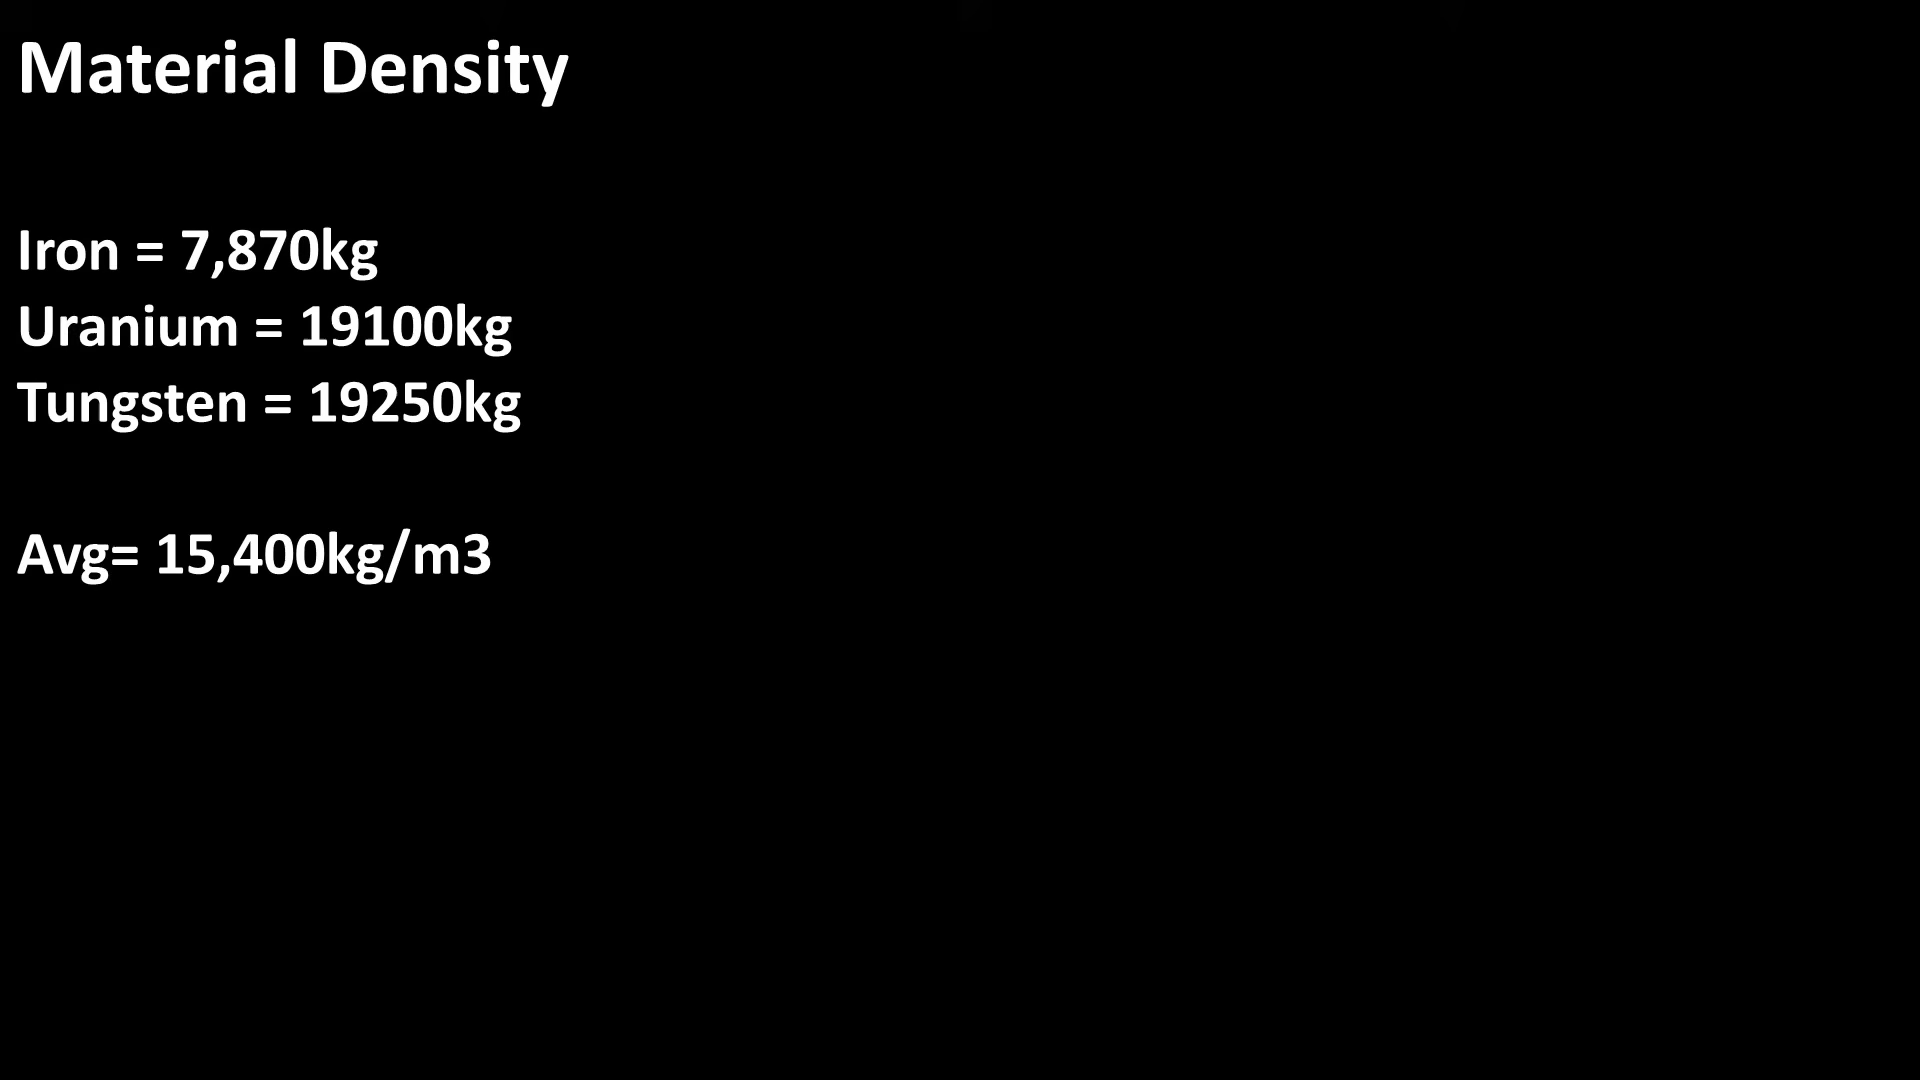 Material Density
Iron = 7,870kg
Uranium = 19100kg
Tungsten = 19250kg
Avg= 15,400kg/m3